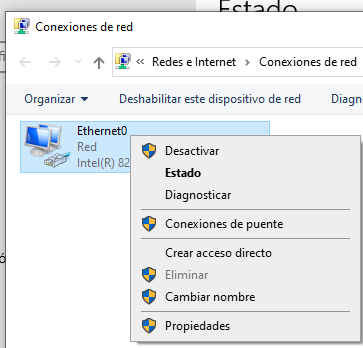 Estado
Conexiones de red
Redes e Internet
Conexiones de red
Organizar
Deshabilitar este dispositivo de red
Diagn
Ethernet0
Red
Intel(R) 82
Desactivar
Estado
Diagnosticar
Conexiones de puente
Crear acceso directo
Eliminar
Cambiar nombre
Propiedades